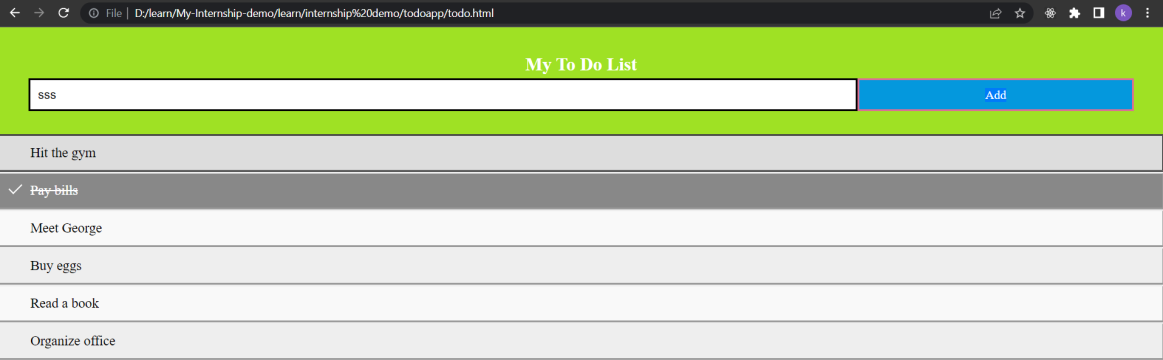 File D:/learn/My-Internship-demo/learn/internship%20demo/todoapp/todo.html
k
My To Do List
sss Add
Hit the gym
Pay bills
Meet George
Buy eggs
Read a book
Organize office